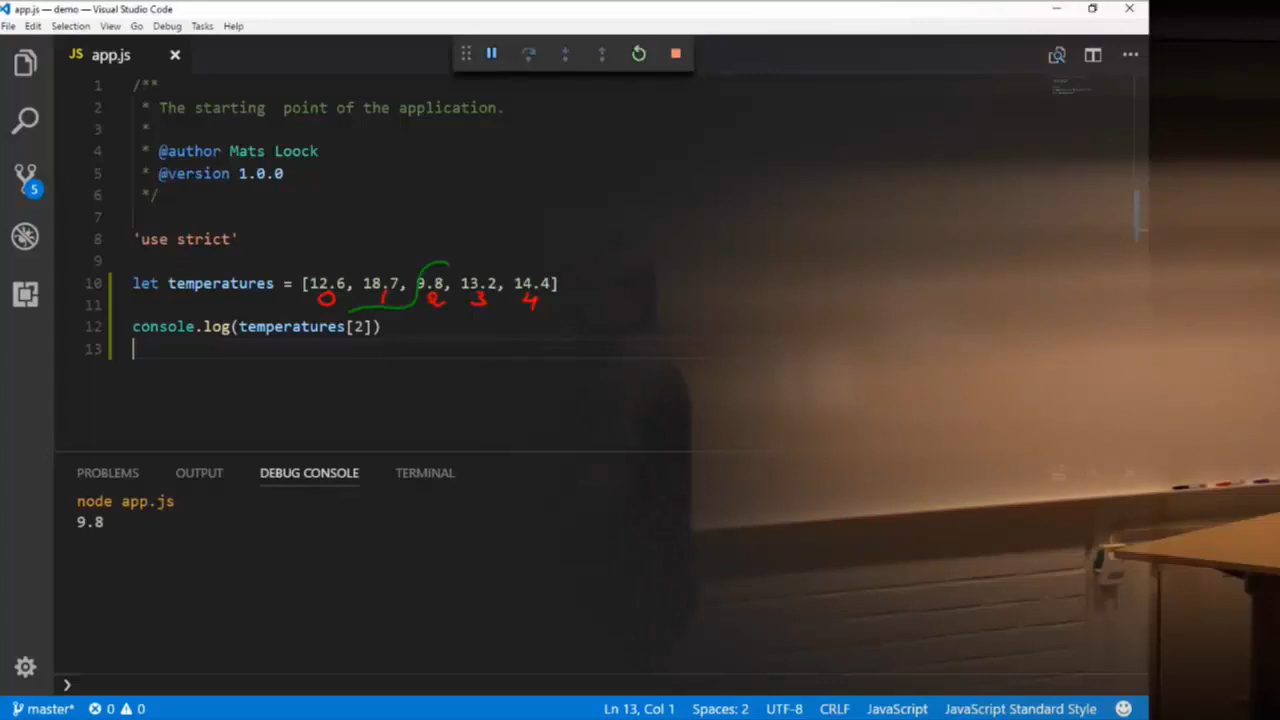 app.js — demo — Visual Studio Code
File Edit Selection View Go Debug Tasks Help
JS app.js
1 /**
2 * The starting  point of the application.
3 *
4 * @author Mats Loock
5 * @version 1.0.0
6 */
7
8 'use strict'
9
10 let temperatures = [12.6, 18.7, 9.8, 13.2, 14.4]
0 1 2 3 4
11
12 console.log(temperatures[2])
13
5
PROBLEMS OUTPUT DEBUG CONSOLE TERMINAL
node app.js
9.8
master* 0 0 Ln 13, Col 1 Spaces: 2 UTF-8 CRLF JavaScript JavaScript Standard Style